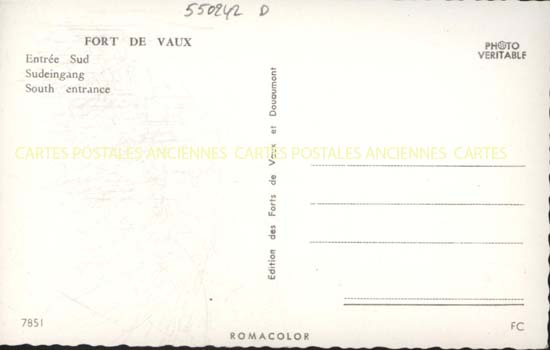 550242 D
FORT DE VAUX
Entrée Sud
Sudeingang
South entrance
PHOTO
VERITABLE
CARTES POSTALES ANCIENNES CARTES POSTALES ANCIENNES CARTES
Edition des Forts de Vaux et Douaumont
7851
ROMACOLOR
FC